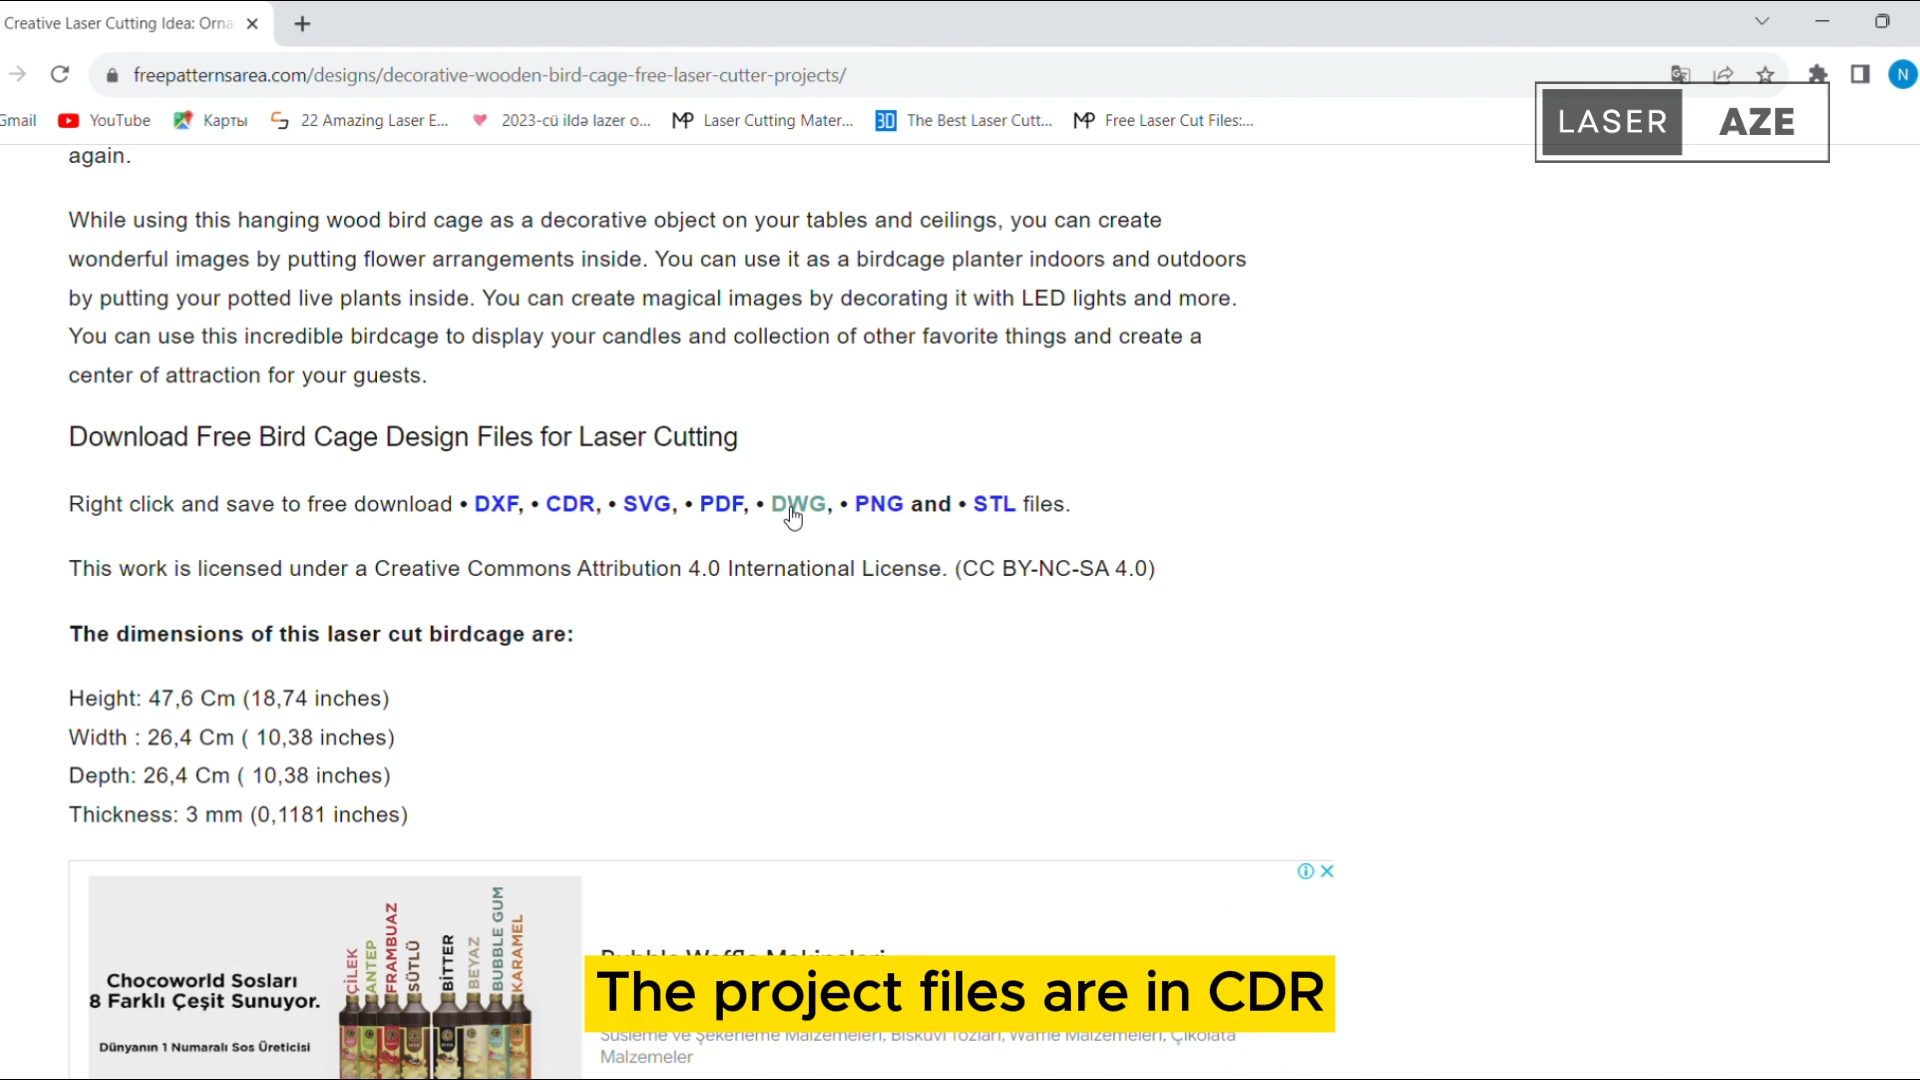 Creative Laser Cutting Idea: Orna
freepatternsarea.com/designs/decorative-wooden-bird-cage-free-laser-cutter-projects/
N
Gmail YouTube Карты 22 Amazing Laser E... 2023-cü ildə lazer o... MP Laser Cutting Mater... 3D The Best Laser Cutt... MP Free Laser Cut Files:...
LASER AZE
again.
While using this hanging wood bird cage as a decorative object on your tables and ceilings, you can create
wonderful images by putting flower arrangements inside. You can use it as a birdcage planter indoors and outdoors
by putting your potted live plants inside. You can create magical images by decorating it with LED lights and more.
You can use this incredible birdcage to display your candles and collection of other favorite things and create a
center of attraction for your guests.
Download Free Bird Cage Design Files for Laser Cutting
Right click and save to free download • DXF, • CDR, • SVG, • PDF, • DWG, • PNG and • STL files.
This work is licensed under a Creative Commons Attribution 4.0 International License. (CC BY-NC-SA 4.0)
The dimensions of this laser cut birdcage are:
Height: 47,6 Cm (18,74 inches)
Width : 26,4 Cm ( 10,38 inches)
Depth: 26,4 Cm ( 10,38 inches)
Thickness: 3 mm (0,1181 inches)
Chocoworld Sosları
8 Farklı Çeşit Sunuyor.
Dünyanın 1 Numaralı Sos Üreticisi
ÇİLEK
ANTEP
FRAMBUAZ
SÜTLÜ
BİTTER
BEYAZ
BUBBLE GUM
KARAMEL
The project files are in CDR
Malzemeler